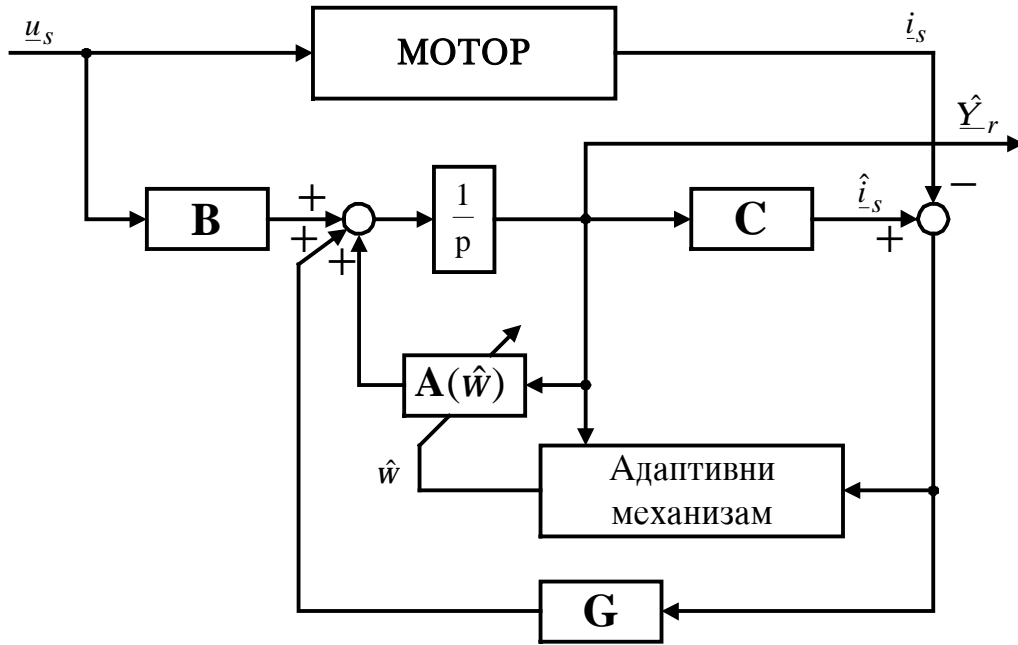 u_s
МОТОР
i_s
Ŷ_r
B
+
+
+
1
p
C
î_s
+
−
A(ŵ)
ŵ
Адаптивни
механизам
G